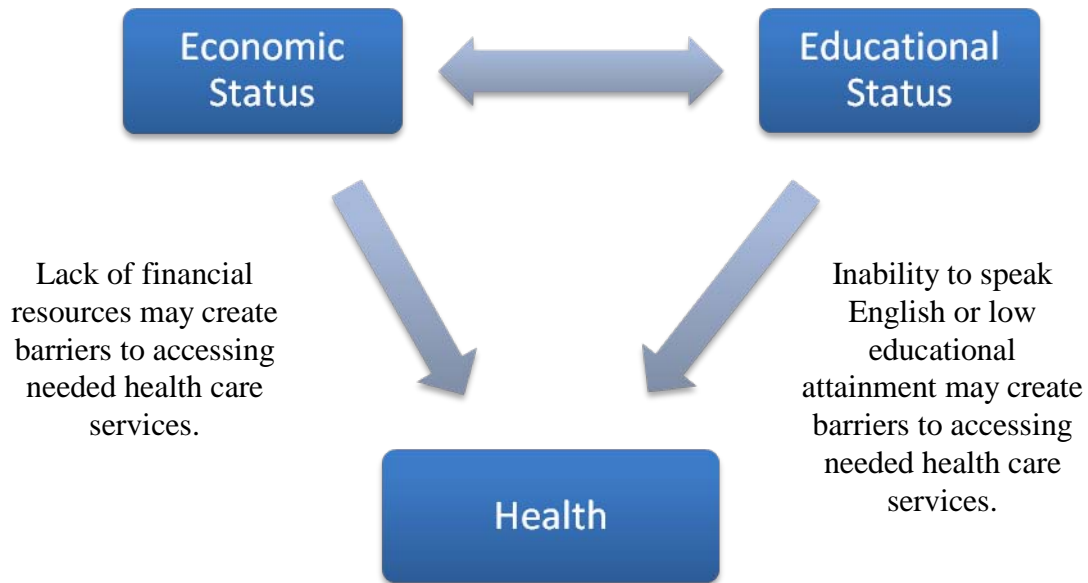 Economic
Status
Educational
Status
Lack of financial
resources may create
barriers to accessing
needed health care
services.
Inability to speak
English or low
educational
attainment may create
barriers to accessing
needed health care
services.
Health